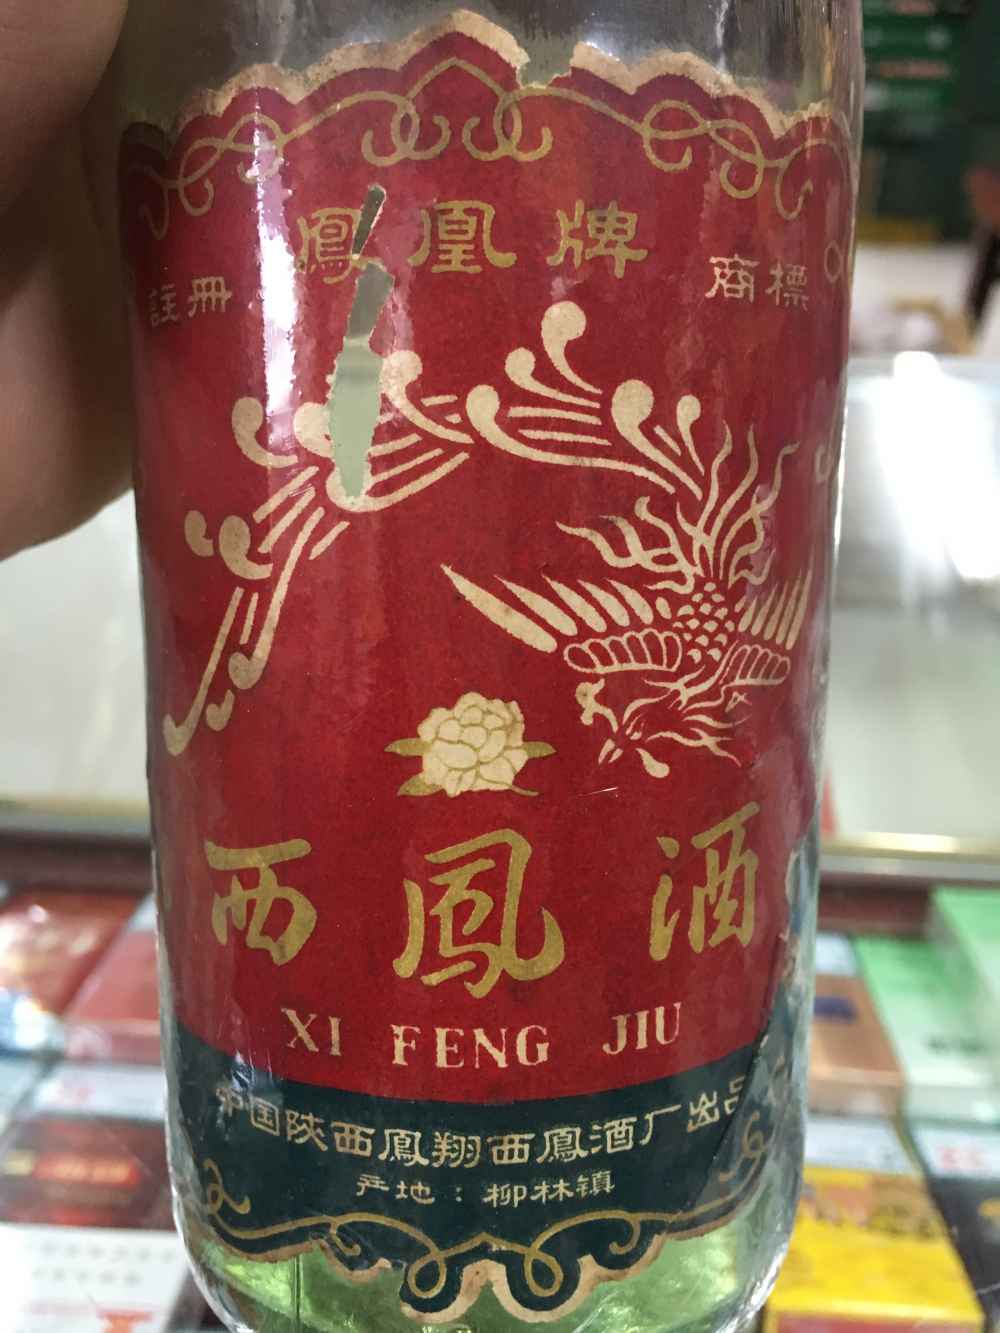 鳳凰牌
註冊 商標
西鳳酒
XI FENG JIU
中国陕西鳳翔西鳳酒厂出品
产地：柳林镇